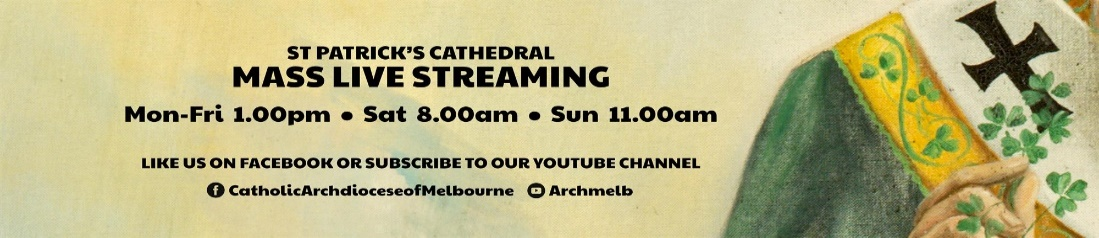 ST PATRICK'S CATHEDRAL
MASS LIVE STREAMING
Mon-Fri 1.00pm • Sat 8.00am • Sun 11.00am
LIKE US ON FACEBOOK OR SUBSCRIBE TO OUR YOUTUBE CHANNEL
CatholicArchdioceseofMelbourne Archmelb